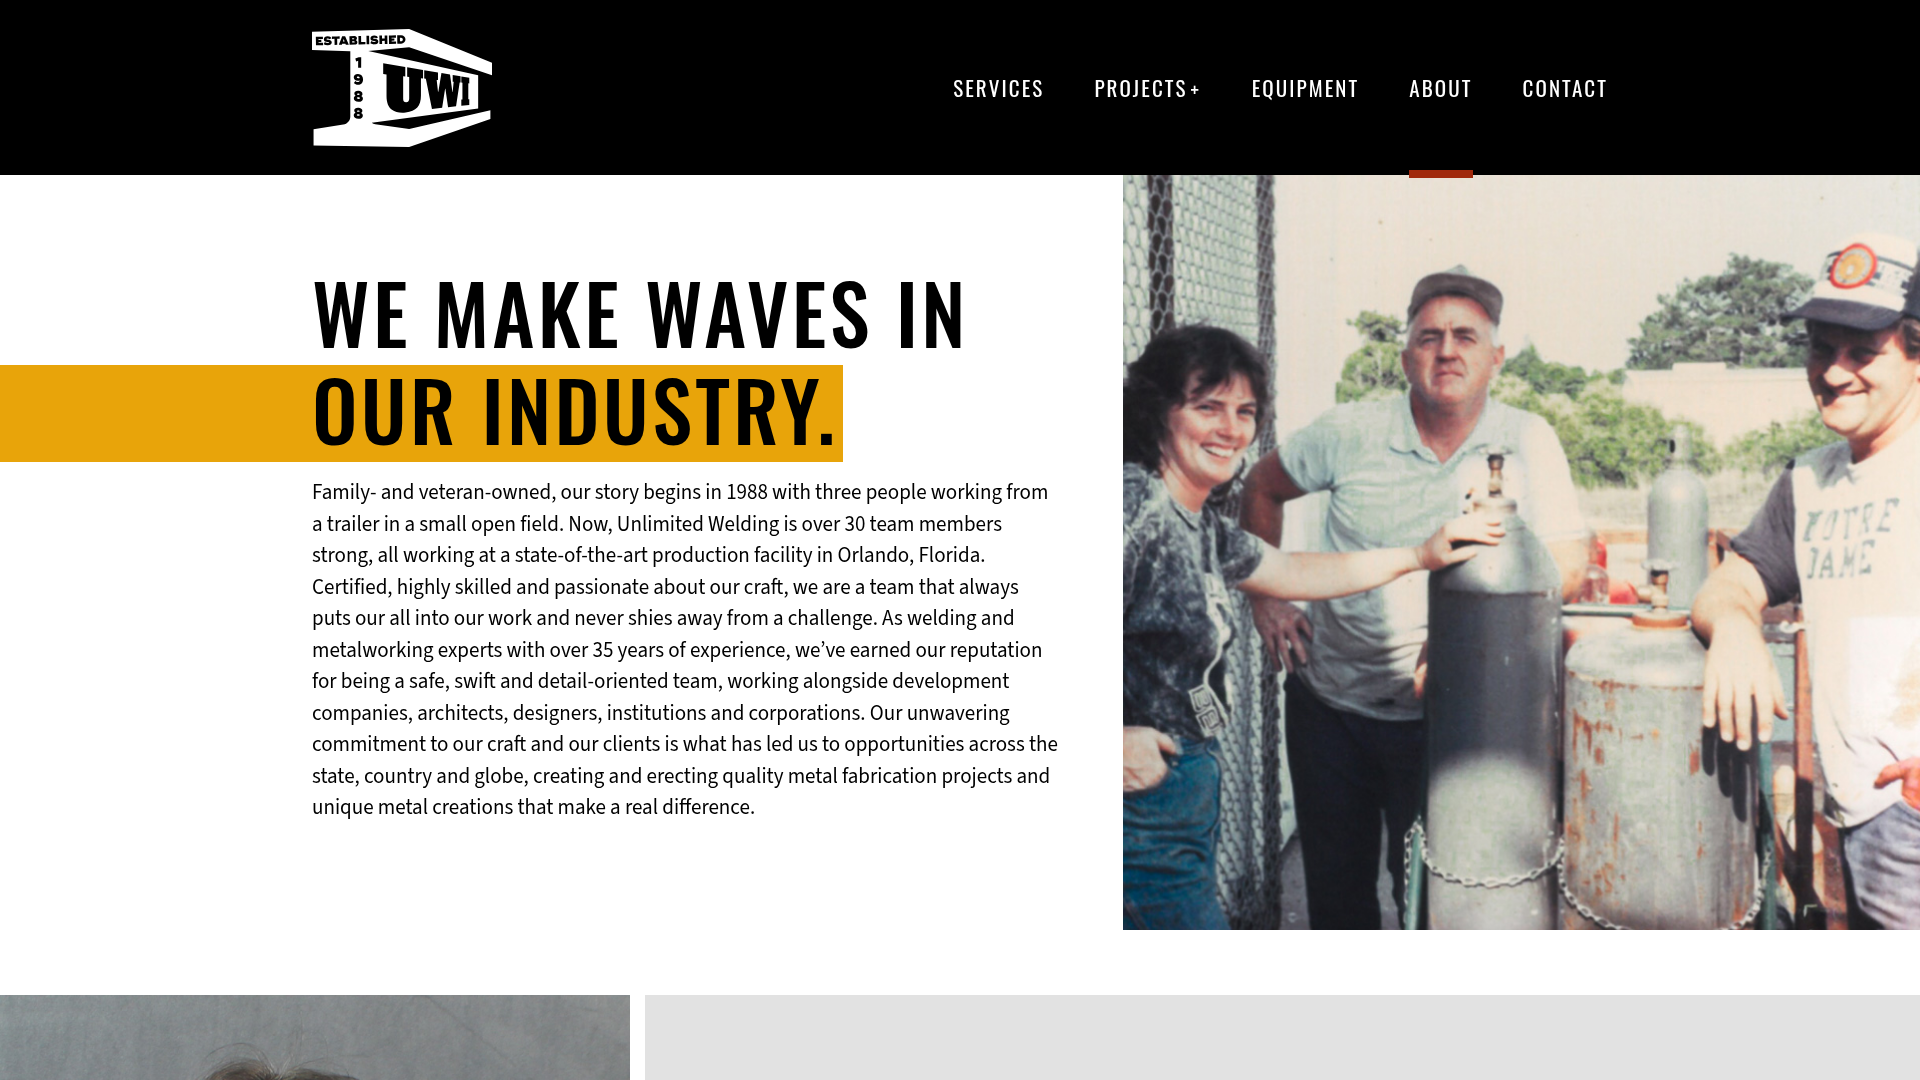 ESTABLISHED
1988
UWI
SERVICES
PROJECTS +
EQUIPMENT
ABOUT
CONTACT
WE MAKE WAVES IN
OUR INDUSTRY.
Family- and veteran-owned, our story begins in 1988 with three people working from
a trailer in a small open field. Now, Unlimited Welding is over 30 team members
strong, all working at a state-of-the-art production facility in Orlando, Florida.
Certified, highly skilled and passionate about our craft, we are a team that always
puts our all into our work and never shies away from a challenge. As welding and
metalworking experts with over 35 years of experience, we’ve earned our reputation
for being a safe, swift and detail-oriented team, working alongside development
companies, architects, designers, institutions and corporations. Our unwavering
commitment to our craft and our clients is what has led us to opportunities across the
state, country and globe, creating and erecting quality metal fabrication projects and
unique metal creations that make a real difference.
NOTRE
DAME